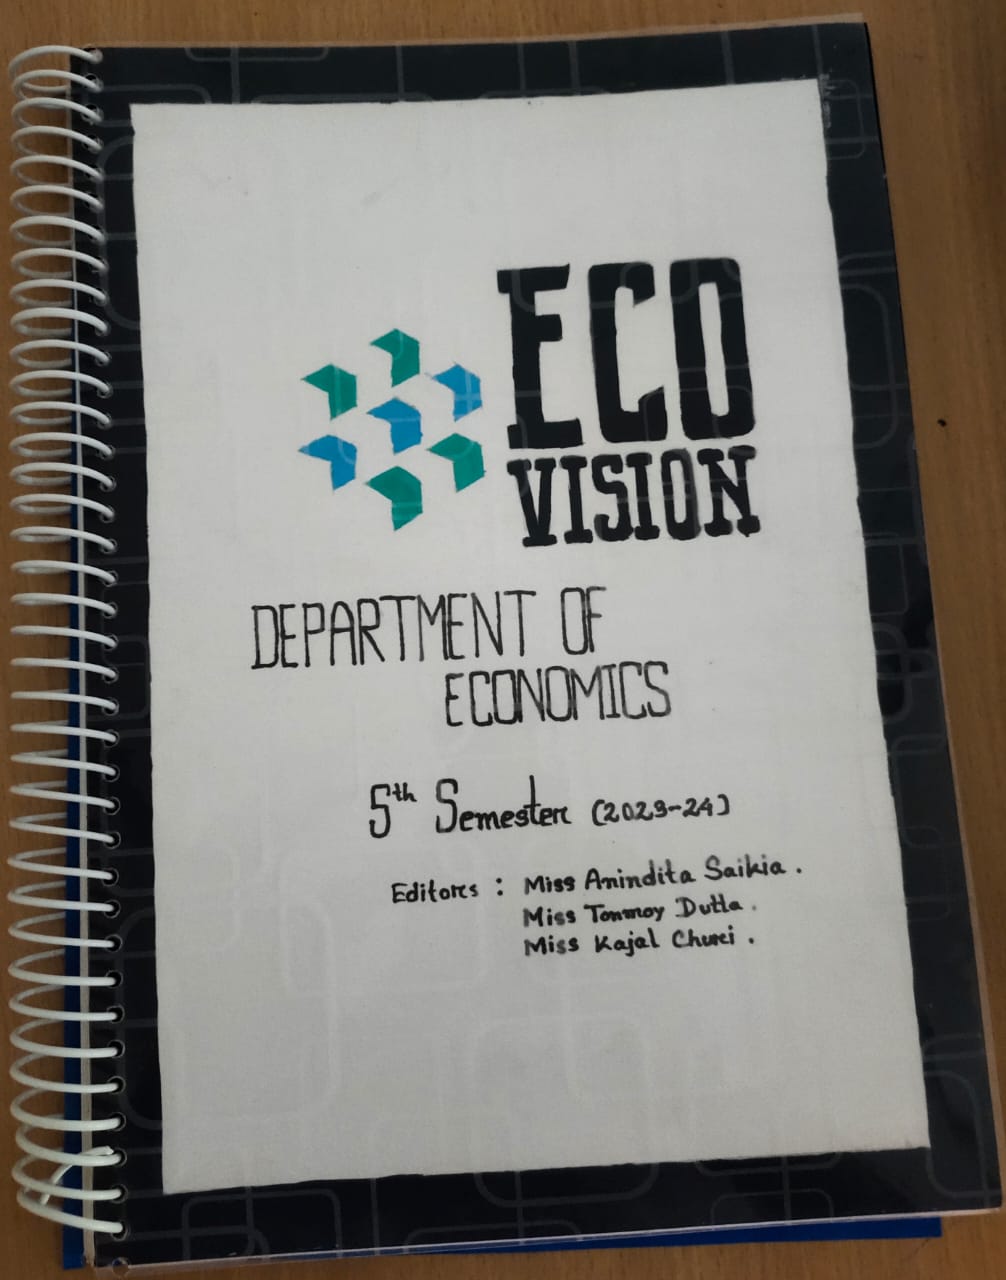 ECO
VISION
DEPARTMENT OF
ECONOMICS
5th Semester (2023-24)
Editors : Miss Anindita Saikia .
Miss Tonmoy Dutta .
Miss Kajal Churi .